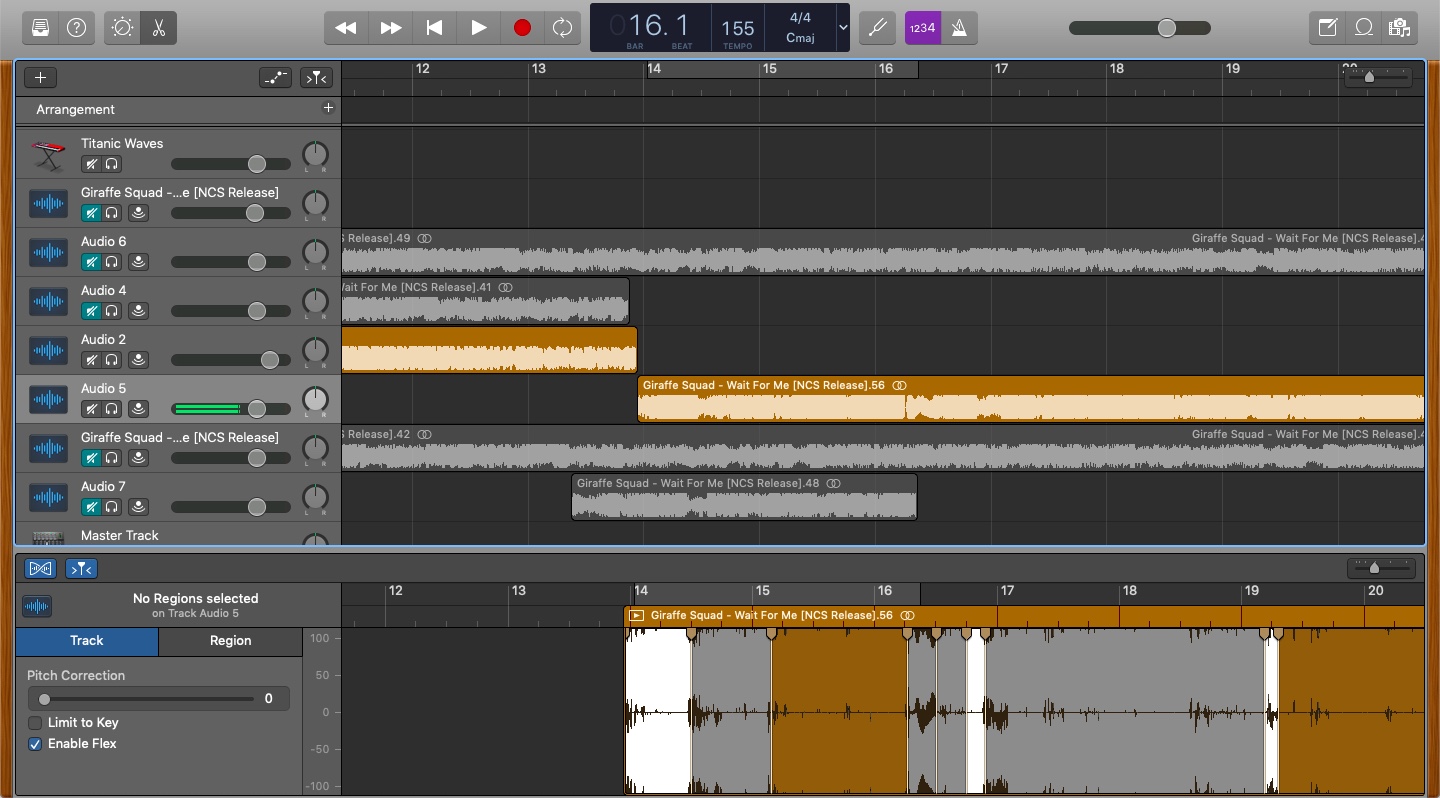 016.1 155 4/4 Cmaj
BAR BEAT TEMPO
1234
12 13 14 15 16 17 18 19 20
Arrangement
Titanic Waves
L R
Giraffe Squad -...e [NCS Release]
L R
Audio 6
L R
S Release].49
Giraffe Squad - Wait For Me [NCS Release].4
Audio 4
L R
Wait For Me [NCS Release].41
Audio 2
L R
Audio 5
L R
Giraffe Squad - Wait For Me [NCS Release].56
Giraffe Squad -...e [NCS Release]
L R
S Release].42
Giraffe Squad - Wait For Me [NCS Release].4
Audio 7
L R
Giraffe Squad - Wait For Me [NCS Release].48
Master Track
12 13 14 15 16 17 18 19 20
No Regions selected
on Track Audio 5
Giraffe Squad - Wait For Me [NCS Release].56
Track Region
100
50
0
-50
-100
Pitch Correction
0
Limit to Key
Enable Flex